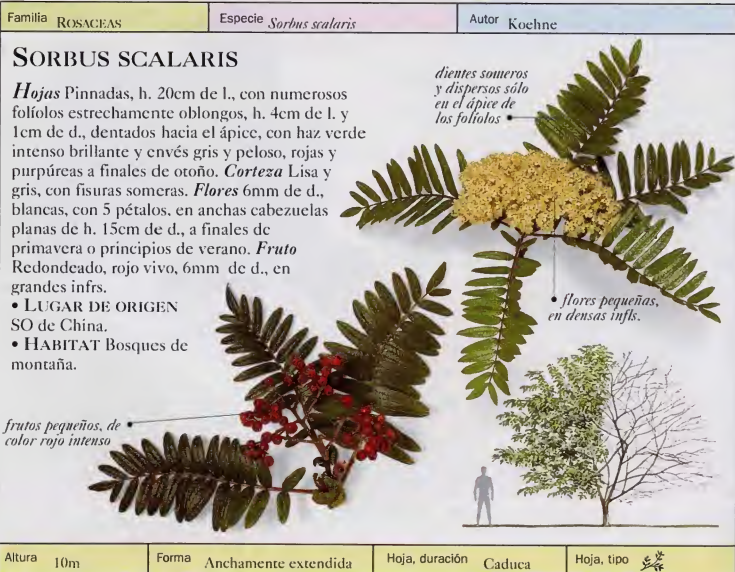 Familia ROSACEAS
Especie Sorbus scalaris
Autor Koehne
SORBUS SCALARIS
Hojas Pinnadas, h. 20cm de l., con numerosos
folíolos estrechamente oblongos, h. 4cm de l. y
1cm de d., dentados hacia el ápice, con haz verde
intenso brillante y envés gris y peloso, rojas y
purpúreas a finales de otoño. Corteza Lisa y
gris, con fisuras someras. Flores 6mm de d.,
blancas, con 5 pétalos, en anchas cabezuelas
planas de h. 15cm de d., a finales de
primavera o principios de verano. Fruto
Redondeado, rojo vivo, 6mm de d., en
grandes infrs.
• LUGAR DE ORIGEN
SO de China.
• HABITAT Bosques de
montaña.
dientes someros
y dispersos sólo
en el ápice de
los folíolos
flores pequeñas,
en densas infls.
frutos pequeños, de
color rojo intenso
Altura 10m
Forma Anchamente extendida
Hoja, duración Caduca
Hoja, tipo